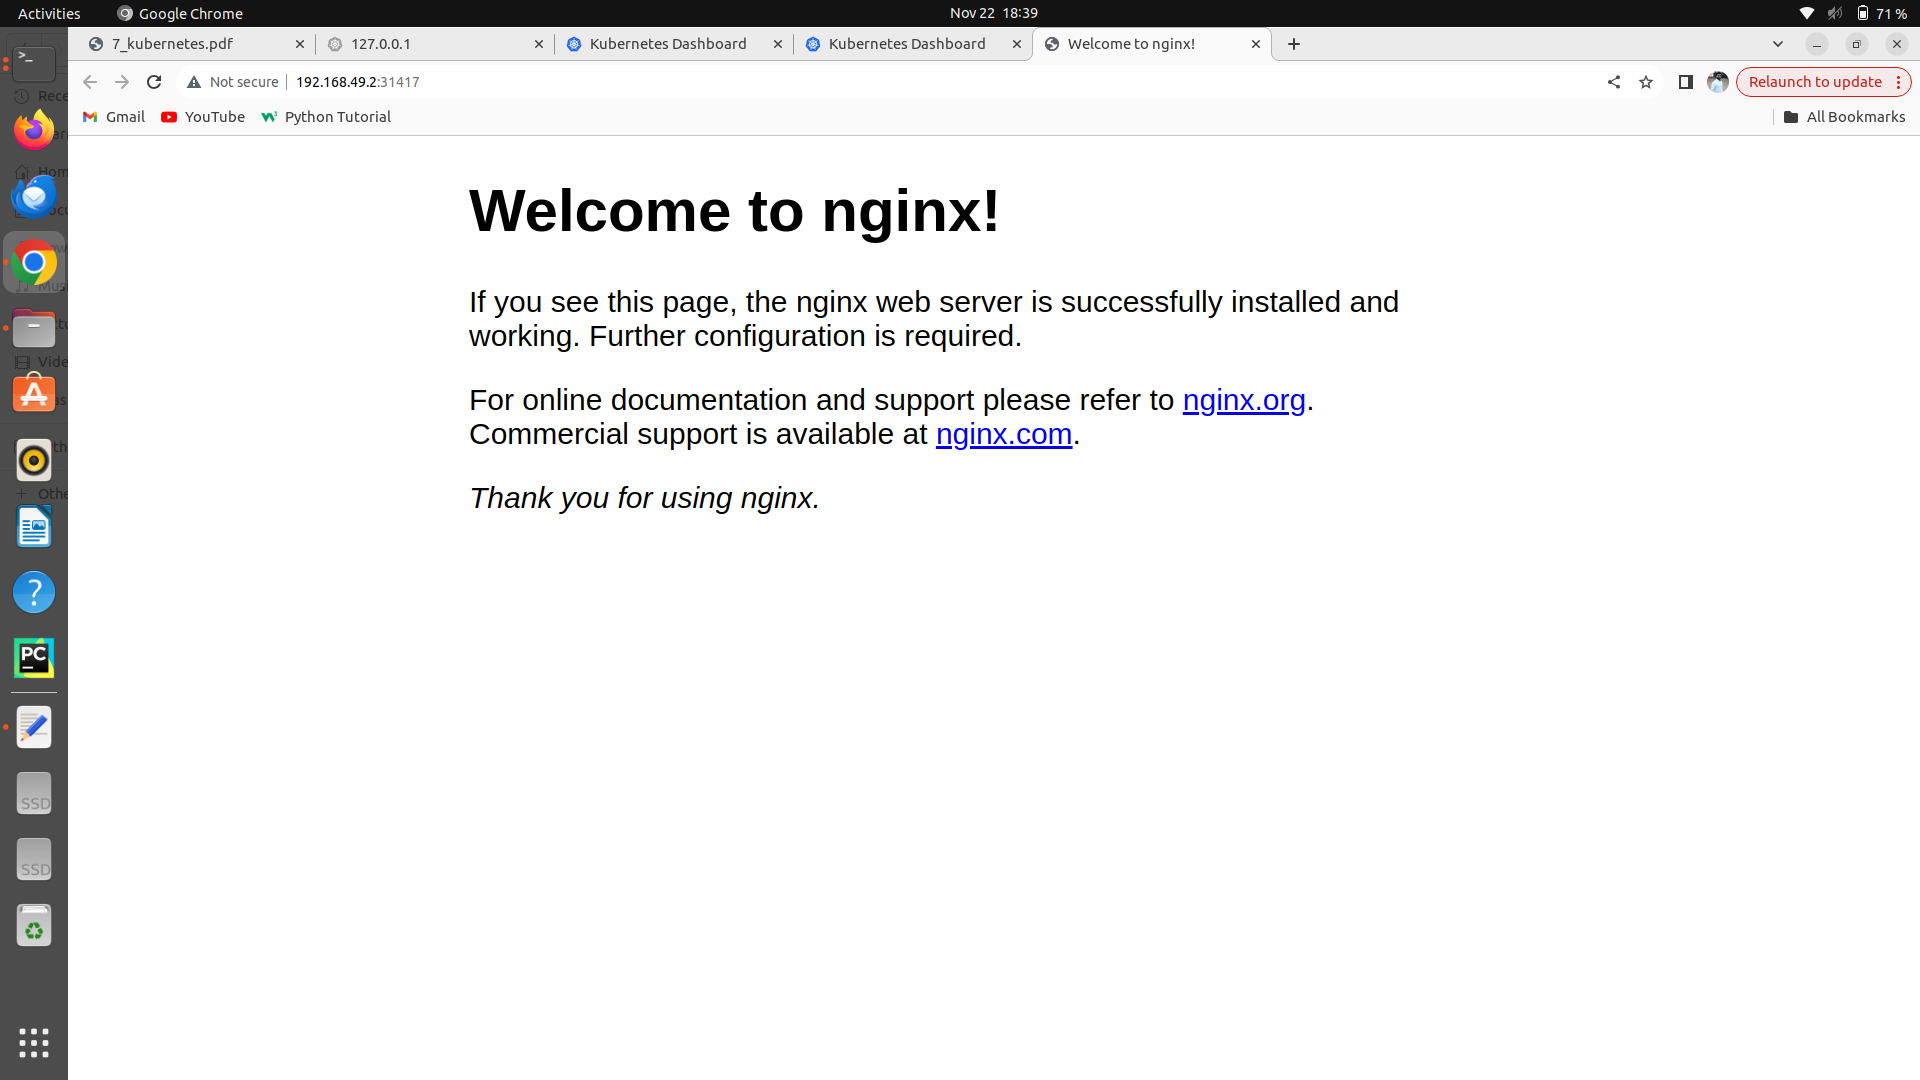 Activities
Google Chrome
Nov 22 18:39
71 %
7_kubernetes.pdf
127.0.0.1
Kubernetes Dashboard
Kubernetes Dashboard
Welcome to nginx!
Not secure
192.168.49.2:31417
Relaunch to update
Gmail
YouTube
Python Tutorial
All Bookmarks
Welcome to nginx!
If you see this page, the nginx web server is successfully installed and
working. Further configuration is required.
For online documentation and support please refer to nginx.org.
Commercial support is available at nginx.com.
Thank you for using nginx.
>_
PC
SSD
SSD